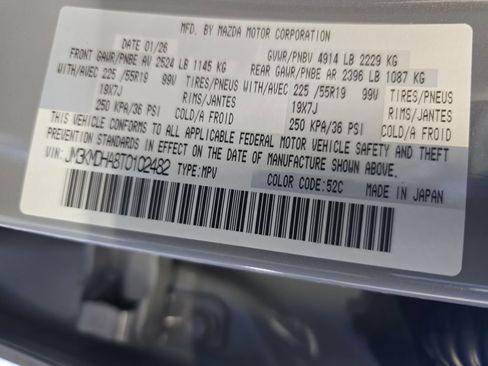 MFD. BY MAZDA MOTOR CORPORATION
DATE 01/26 GVWR/PNBV 4914 LB 2229 KG
FRONT GAWR/PNBE AV 2524 LB 1145 KG REAR GAWR/PNBE AR 2396 LB 1087 KG
WITH/AVEC 225/55R19 99V TIRES/PNEUS WITH/AVEC 225/55R19 99V TIRES/PNEUS
19X7J RIMS/JANTES 19X7J RIMS/JANTES
250 KPA/36 PSI COLD/A FROID 250 KPA/36 PSI COLD/A FROID
THIS VEHICLE CONFORMS TO ALL APPLICABLE FEDERAL MOTOR VEHICLE SAFETY AND THEFT
PREVENTION STANDARDS IN EFFECT ON THE DATE OF MANUFACTURE SHOWN ABOVE.
VIN: JM3KMDHA8T0102482 TYPE:MPV COLOR CODE:52C MADE IN JAPAN